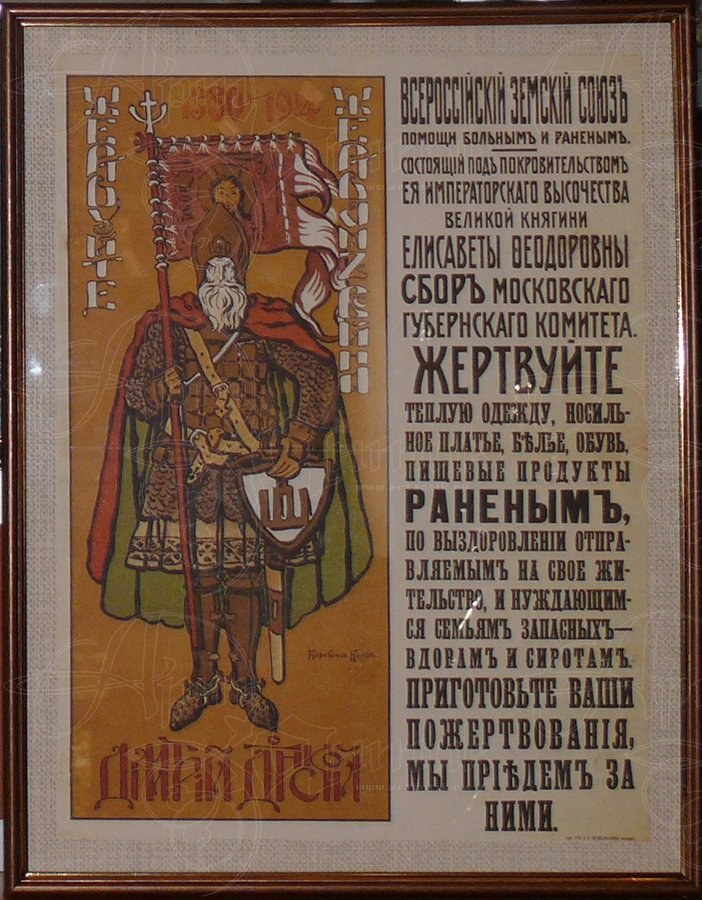 1380-1914
ДИМИТРІЙ ДОНСКОЙ
ВСЕРОССІЙСКІЙ ЗЕМСКІЙ СОЮЗЪ
ПОМОЩИ БОЛЬНЫМЪ И РАНЕНЫМЪ.
СОСТОЯЩІЙ ПОДЪ ПОКРОВИТЕЛЬСТВОМЪ
ЕЯ ИМПЕРАТОРСКАГО ВЫСОЧЕСТВА
ВЕЛИКОЙ КНЯГИНИ
ЕЛИСАВЕТЫ ѲЕОДОРОВНЫ
СБОРЪ МОСКОВСКАГО
ГУБЕРНСКАГО КОМИТЕТА.
ЖЕРТВУЙТЕ
ТЕПЛУЮ ОДЕЖДУ, НОСИЛЬ-
НОЕ ПЛАТЬЕ, БѢЛЬЕ, ОБУВЬ,
ПИЩЕВЫЕ ПРОДУКТЫ
РАНЕНЫМЪ,
ПО ВЫЗДОРОВЛЕНІИ ОТПРА-
ВЛЯЕМЫМЪ НА СВОЕ ЖИ-
ТЕЛЬСТВО, И НУЖДАЮЩИМ-
СЯ СЕМЬЯМЪ ЗАПАСНЫХЪ—
ВДОВАМЪ И СИРОТАМЪ.
ПРИГОТОВЬТЕ ВАШИ
ПОЖЕРТВОВАНІЯ,
МЫ ПРІѢДЕМЪ ЗА
НИМИ.